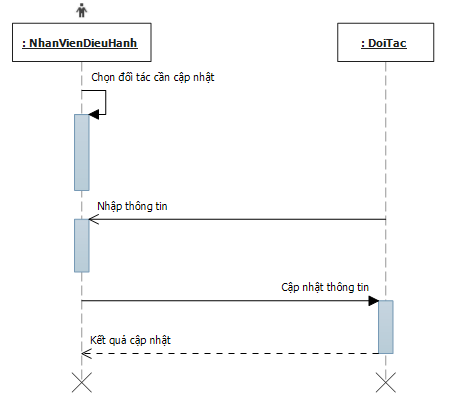 : NhanVienDieuHanh
: DoiTac
Chọn đối tác cần cập nhật
Nhập thông tin
Cập nhật thông tin
Kết quả cập nhật